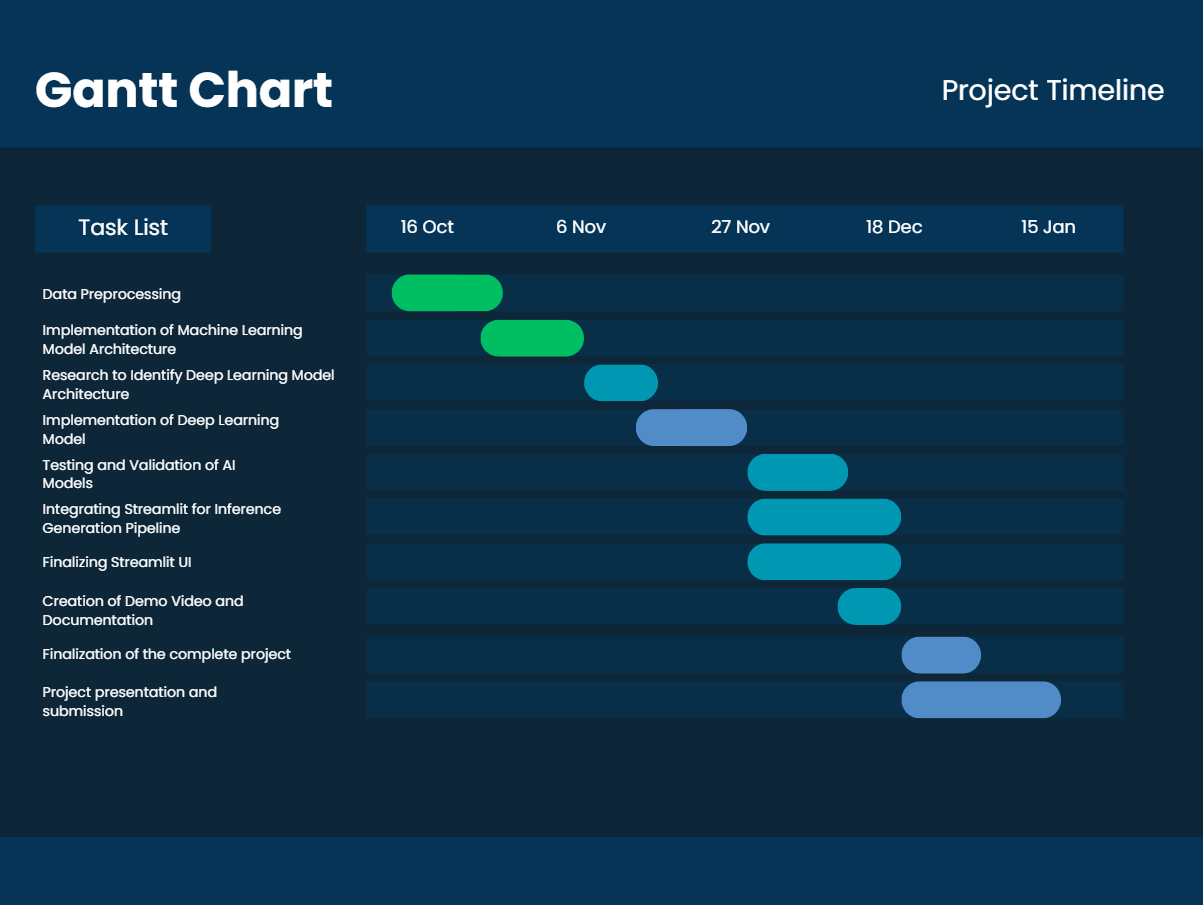 Gantt Chart
Project Timeline
Task List
16 Oct
6 Nov
27 Nov
18 Dec
15 Jan
Data Preprocessing
Implementation of Machine Learning
Model Architecture
Research to Identify Deep Learning Model
Architecture
Implementation of Deep Learning
Model
Testing and Validation of AI
Models
Integrating Streamlit for Inference
Generation Pipeline
Finalizing Streamlit UI
Creation of Demo Video and
Documentation
Finalization of the complete project
Project presentation and
submission